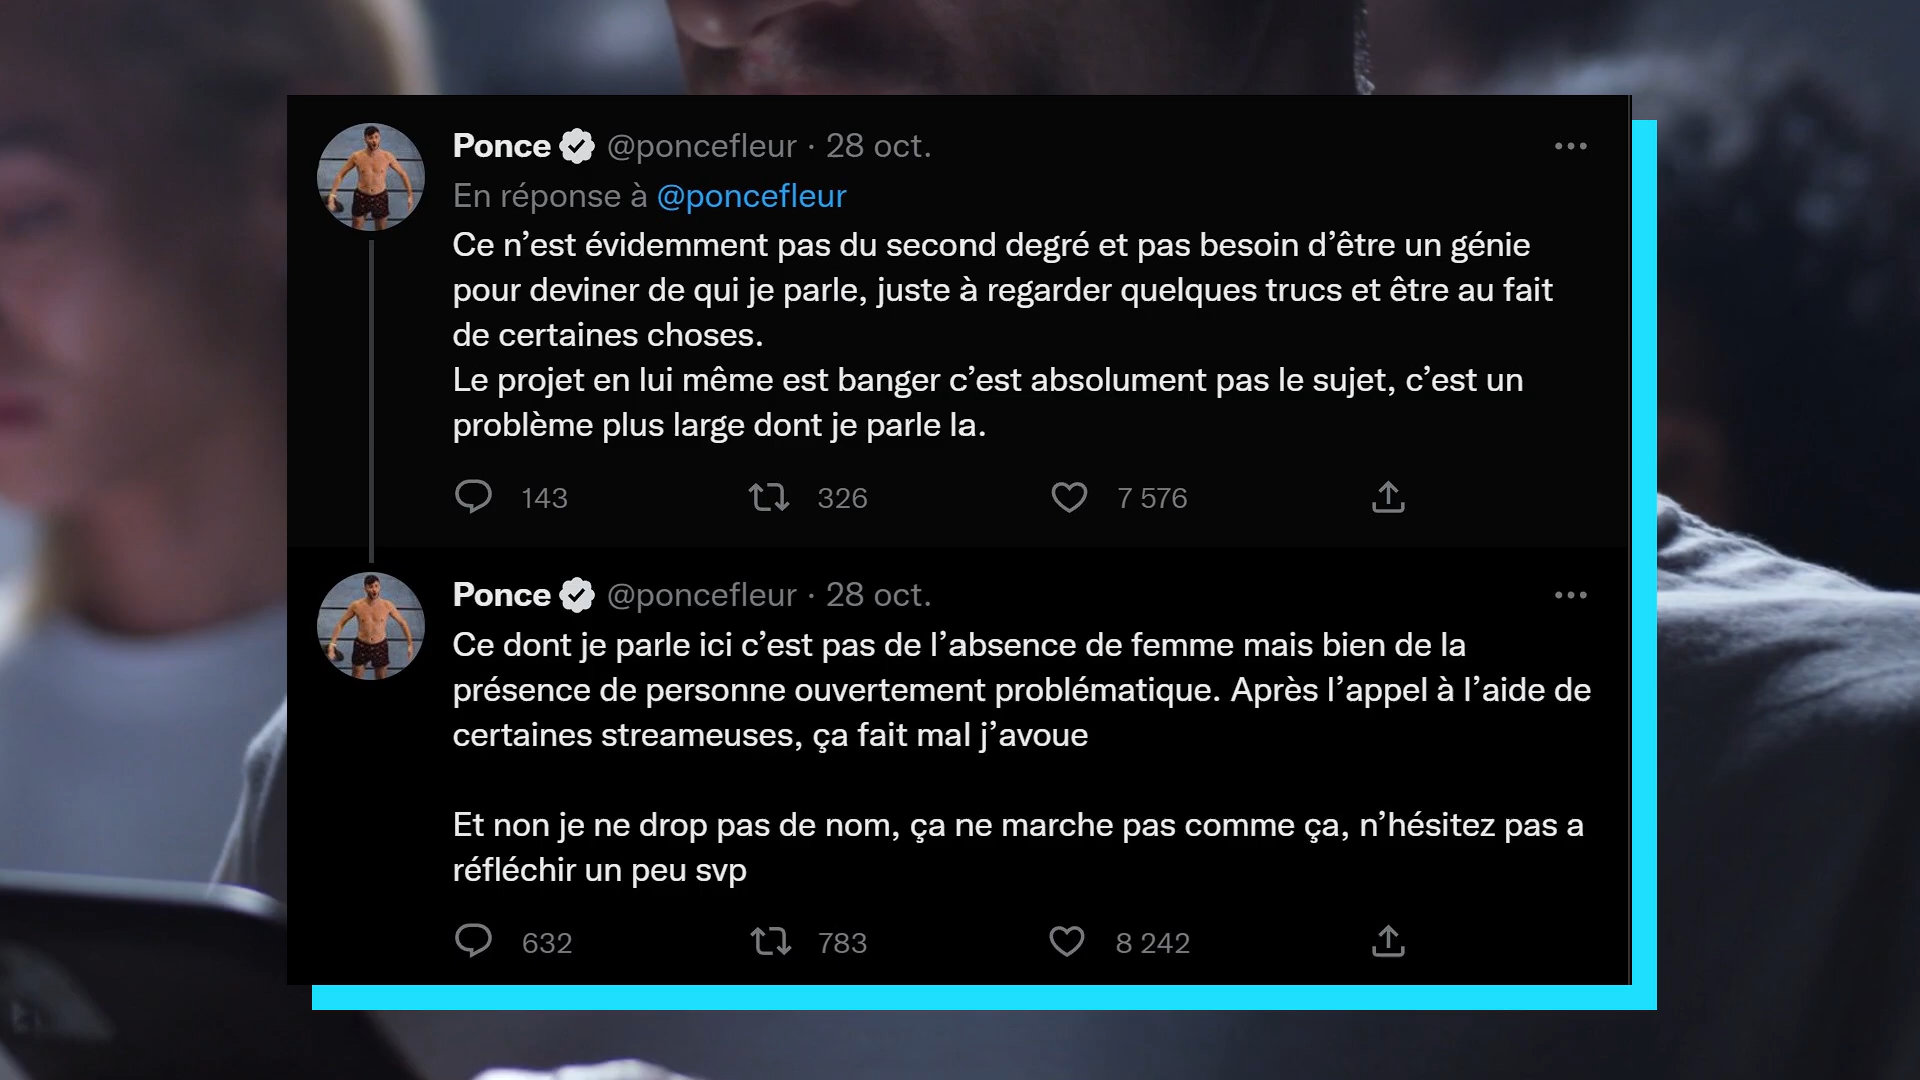 Ponce @poncefleur · 28 oct.
En réponse à @poncefleur
Ce n’est évidemment pas du second degré et pas besoin d’être un génie
pour deviner de qui je parle, juste à regarder quelques trucs et être au fait
de certaines choses.
Le projet en lui même est banger c’est absolument pas le sujet, c’est un
problème plus large dont je parle la.
143 326 7 576
Ponce @poncefleur · 28 oct.
Ce dont je parle ici c’est pas de l’absence de femme mais bien de la
présence de personne ouvertement problématique. Après l’appel à l’aide de
certaines streameuses, ça fait mal j’avoue
Et non je ne drop pas de nom, ça ne marche pas comme ça, n’hésitez pas a
réfléchir un peu svp
632 783 8 242